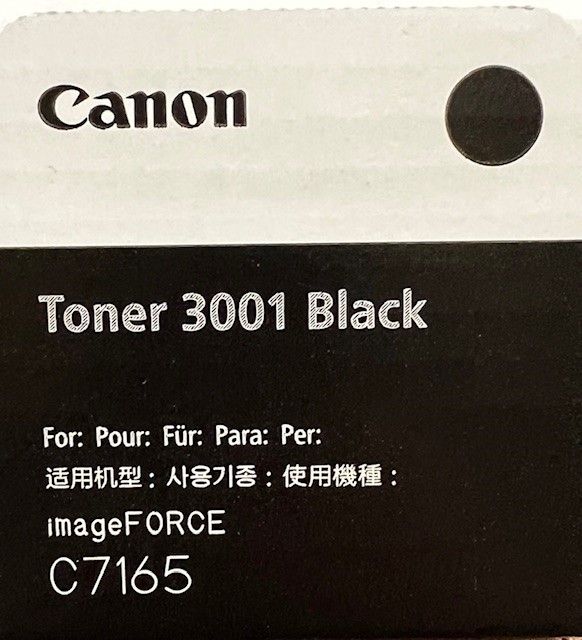 Canon
Toner 3001 Black
For: Pour: Für: Para: Per:
适用机型 : 사용기종 : 使用機種 :
imageFORCE
C7165